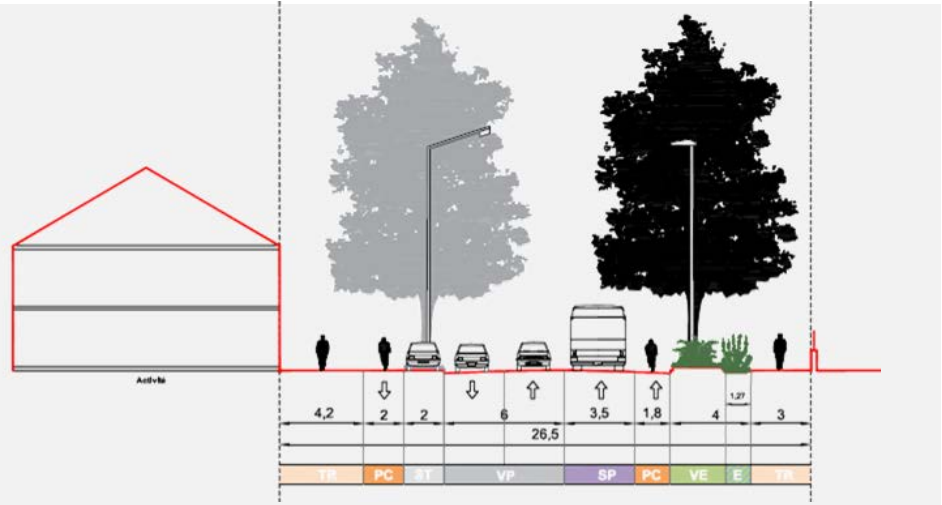 Activité
1,27
4,2 2 2 6 3,5 1,8 4 3
26,5
TR PC ST VP SP PC VE E TR